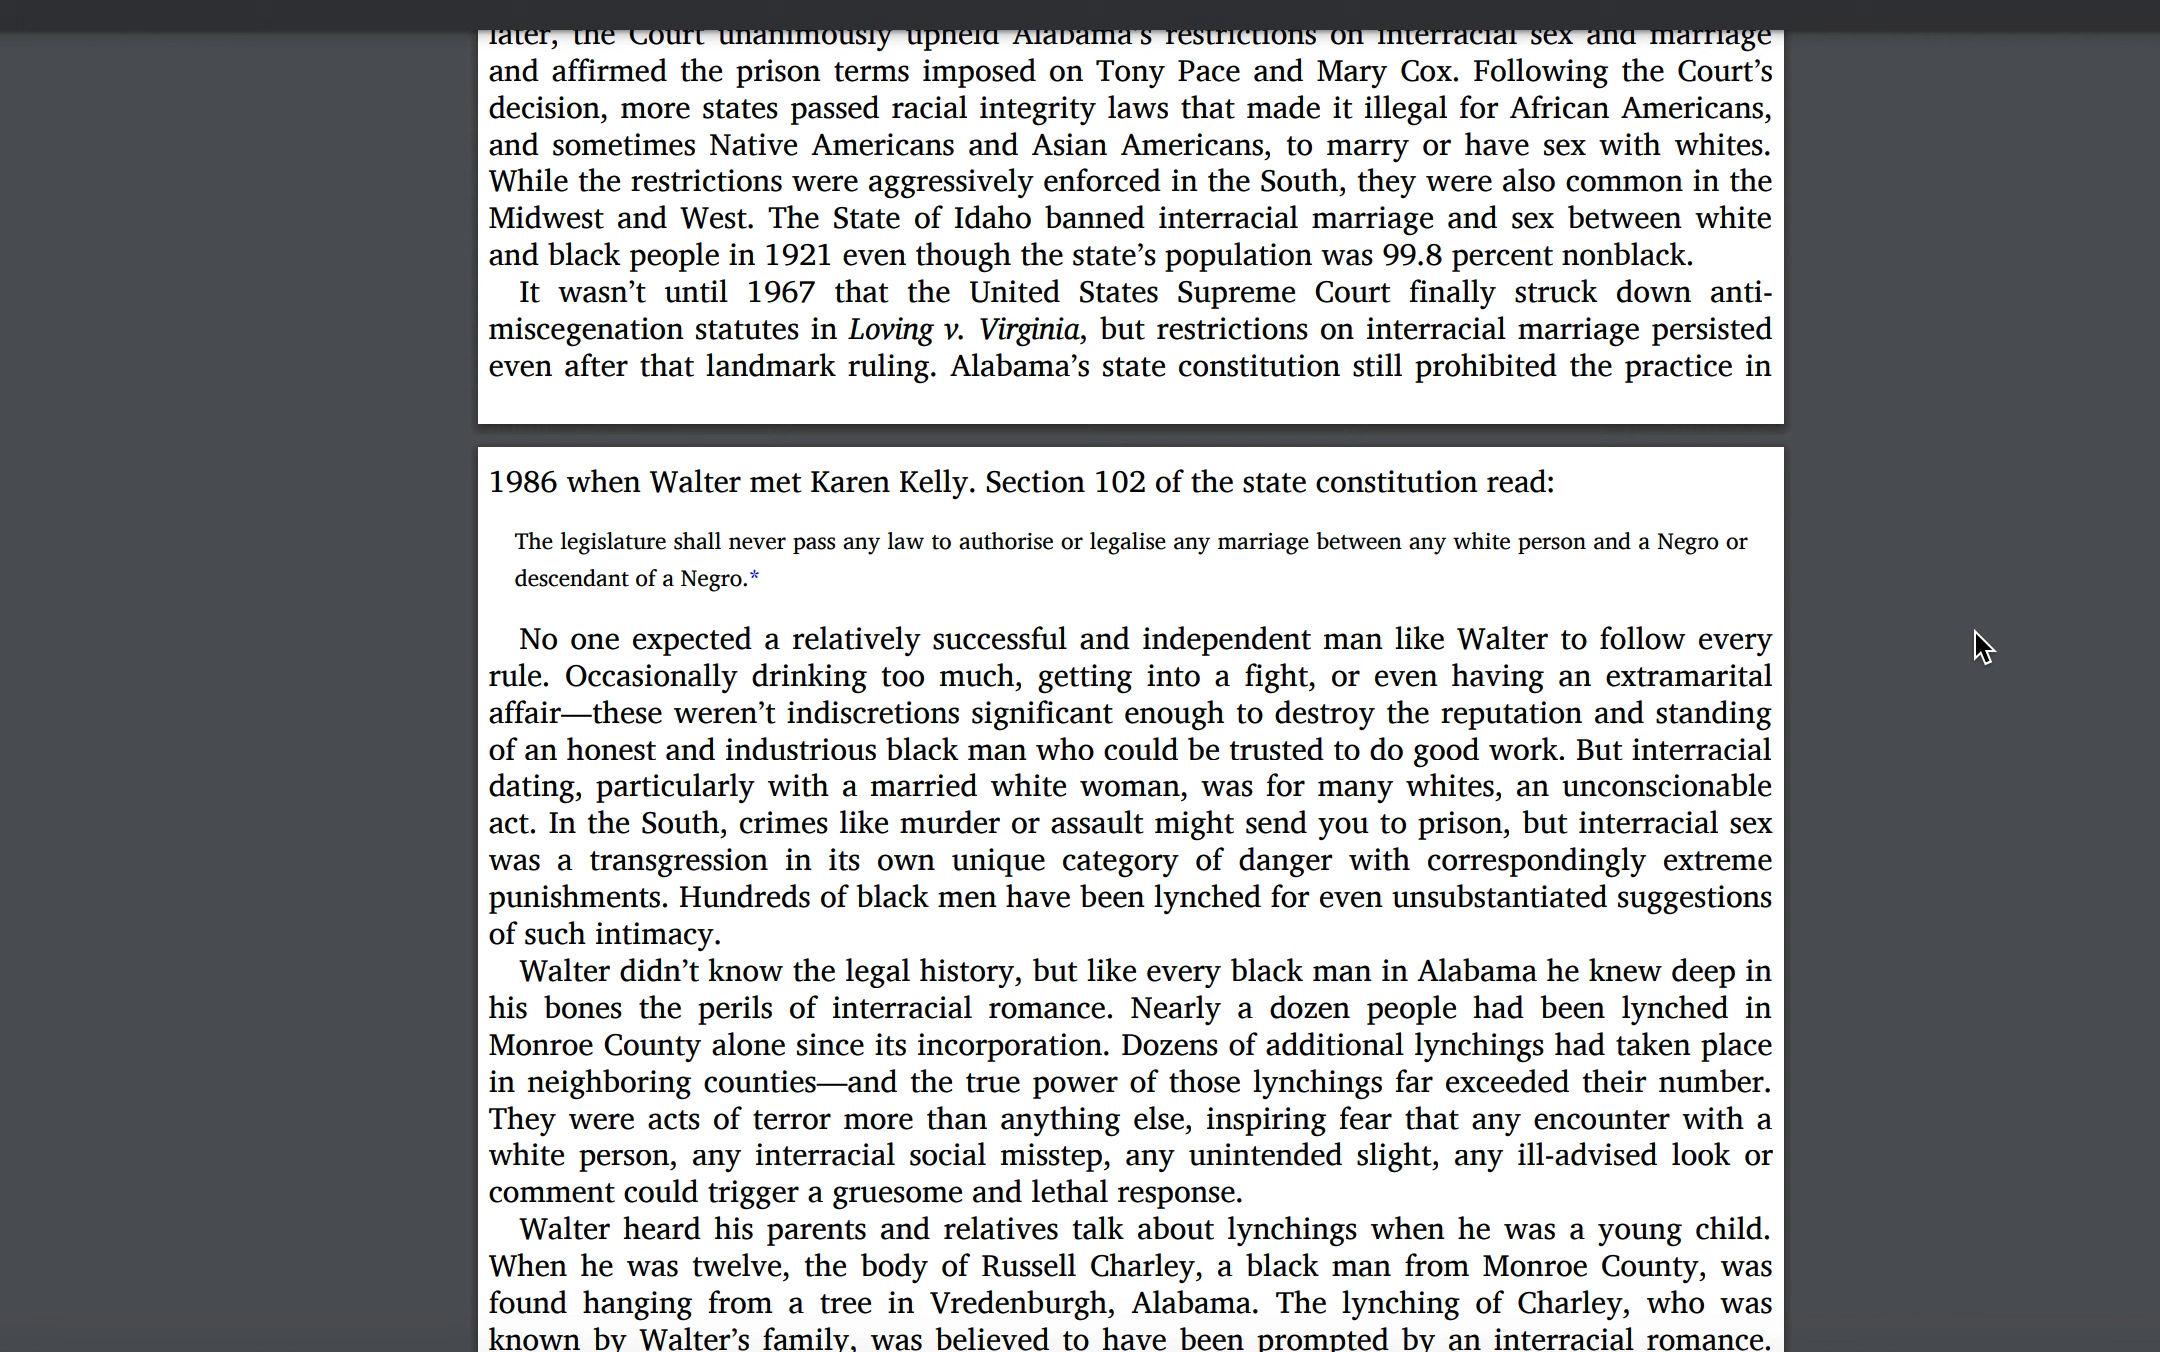 later, the Court unanimously upheld Alabama’s restrictions on interracial sex and marriage
and affirmed the prison terms imposed on Tony Pace and Mary Cox. Following the Court’s
decision, more states passed racial integrity laws that made it illegal for African Americans,
and sometimes Native Americans and Asian Americans, to marry or have sex with whites.
While the restrictions were aggressively enforced in the South, they were also common in the
Midwest and West. The State of Idaho banned interracial marriage and sex between white
and black people in 1921 even though the state’s population was 99.8 percent nonblack.
It wasn’t until 1967 that the United States Supreme Court finally struck down anti-
miscegenation statutes in Loving v. Virginia, but restrictions on interracial marriage persisted
even after that landmark ruling. Alabama’s state constitution still prohibited the practice in
1986 when Walter met Karen Kelly. Section 102 of the state constitution read:
The legislature shall never pass any law to authorise or legalise any marriage between any white person and a Negro or
descendant of a Negro.*
No one expected a relatively successful and independent man like Walter to follow every
rule. Occasionally drinking too much, getting into a fight, or even having an extramarital
affair—these weren’t indiscretions significant enough to destroy the reputation and standing
of an honest and industrious black man who could be trusted to do good work. But interracial
dating, particularly with a married white woman, was for many whites, an unconscionable
act. In the South, crimes like murder or assault might send you to prison, but interracial sex
was a transgression in its own unique category of danger with correspondingly extreme
punishments. Hundreds of black men have been lynched for even unsubstantiated suggestions
of such intimacy.
Walter didn’t know the legal history, but like every black man in Alabama he knew deep in
his bones the perils of interracial romance. Nearly a dozen people had been lynched in
Monroe County alone since its incorporation. Dozens of additional lynchings had taken place
in neighboring counties—and the true power of those lynchings far exceeded their number.
They were acts of terror more than anything else, inspiring fear that any encounter with a
white person, any interracial social misstep, any unintended slight, any ill-advised look or
comment could trigger a gruesome and lethal response.
Walter heard his parents and relatives talk about lynchings when he was a young child.
When he was twelve, the body of Russell Charley, a black man from Monroe County, was
found hanging from a tree in Vredenburgh, Alabama. The lynching of Charley, who was
known by Walter’s family, was believed to have been prompted by an interracial romance.